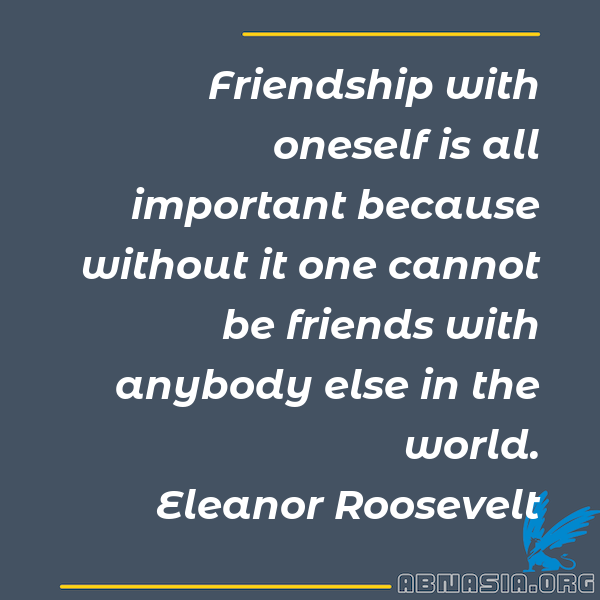 Friendship with
oneself is all
important because
without it one cannot
be friends with
anybody else in the
world.
Eleanor Roosevelt
ABNASIA.ORG